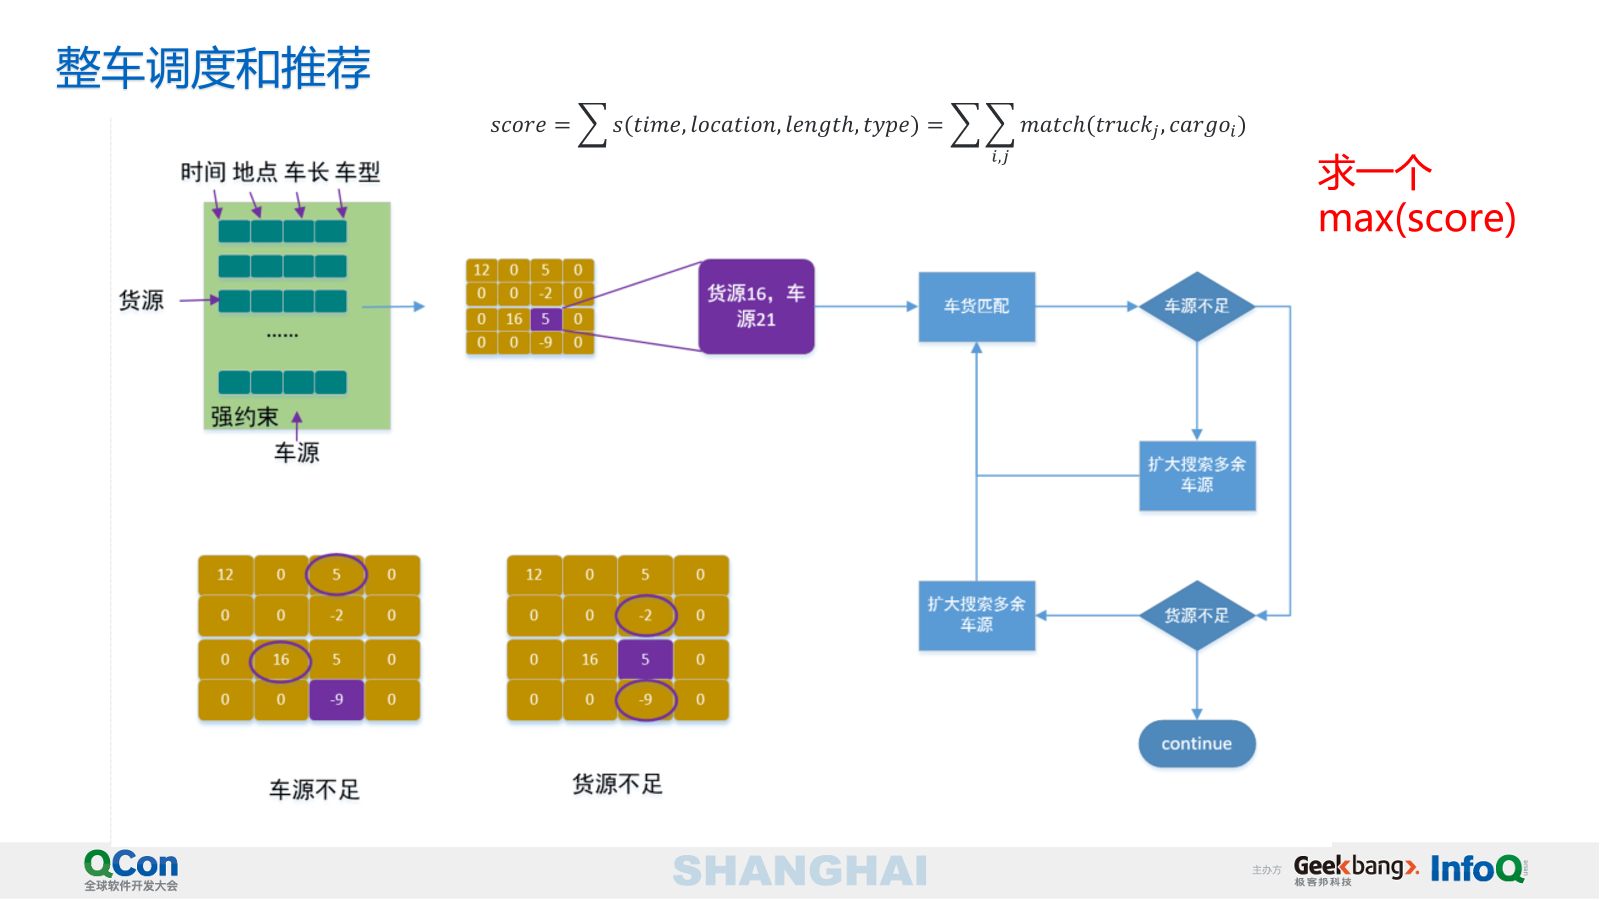 整车调度和推荐
score = ∑ s(time, location, length, type) = ∑ ∑ match(truck_j, cargo_i)
i,j
求一个
max(score)
时间 地点 车长 车型
货源
......
强约束
车源
12 0 5 0
0 0 -2 0
0 16 5 0
0 0 -9 0
货源16，车
源21
车货匹配
车源不足
扩大搜索多余
车源
扩大搜索多余
车源
货源不足
continue
12 0 5 0
0 0 -2 0
0 16 5 0
0 0 -9 0
车源不足
12 0 5 0
0 0 -2 0
0 16 5 0
0 0 -9 0
货源不足
QCon
全球软件开发大会
SHANGHAI
主办方
Geekbang
极客邦科技
InfoQ